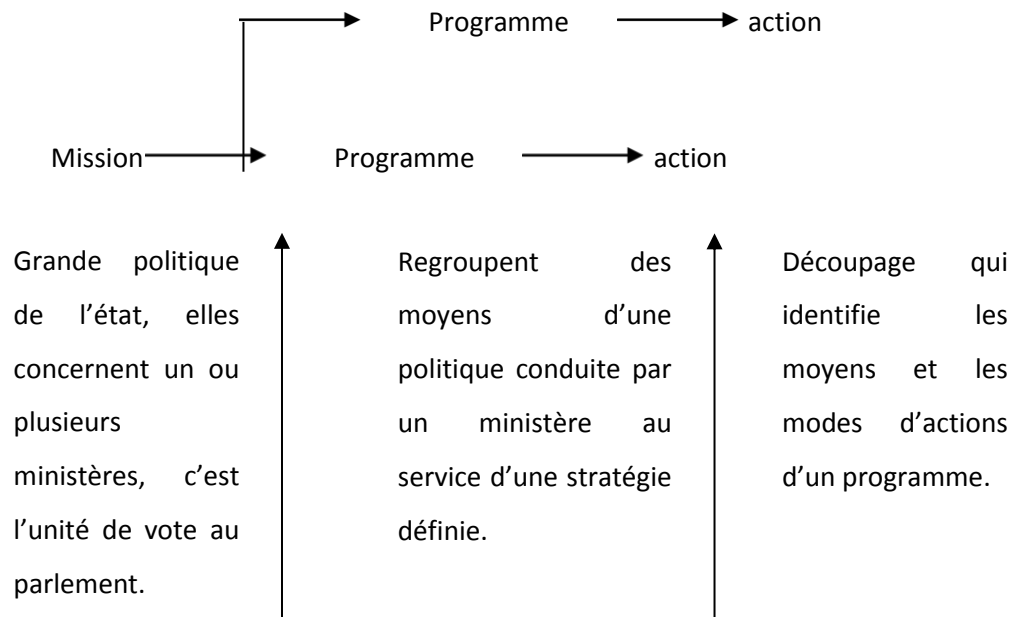 Programme action
Mission Programme action
Grande politique
de l'état, elles
concernent un ou
plusieurs
ministères, c'est
l'unité de vote au
parlement.
Regroupent des
moyens d'une
politique conduite par
un ministère au
service d'une stratégie
définie.
Découpage qui
identifie les
moyens et les
modes d'actions
d'un programme.